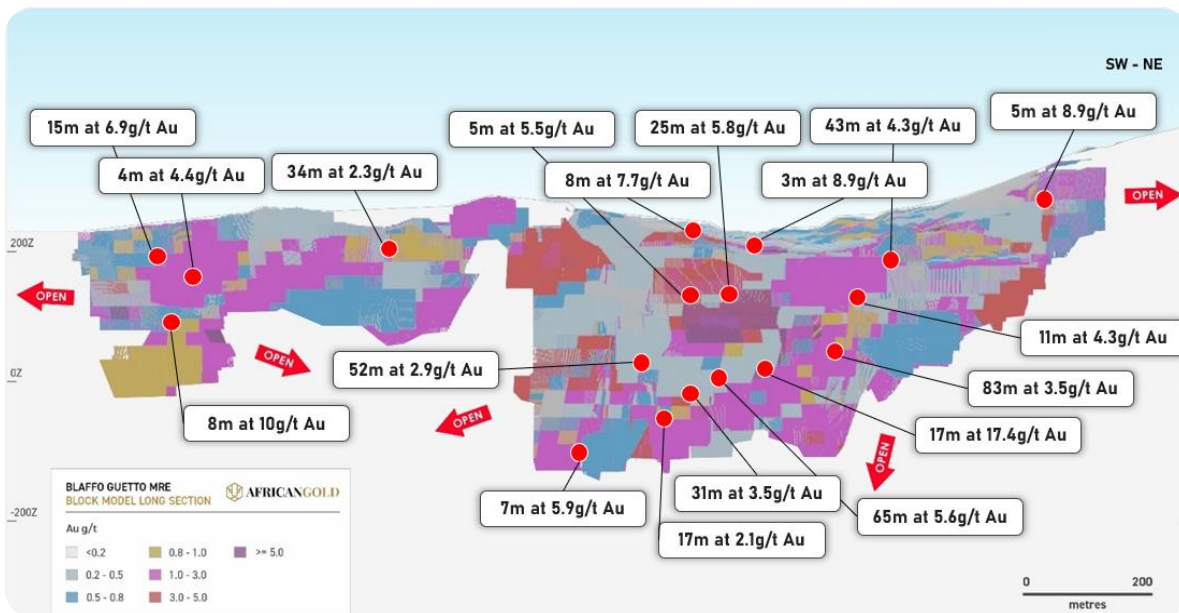 SW - NE
5m at 8.9g/t Au
15m at 6.9g/t Au
5m at 5.5g/t Au
25m at 5.8g/t Au
43m at 4.3g/t Au
4m at 4.4g/t Au
34m at 2.3g/t Au
8m at 7.7g/t Au
3m at 8.9g/t Au
OPEN
200Z
OPEN
11m at 4.3g/t Au
OPEN
52m at 2.9g/t Au
0Z
83m at 3.5g/t Au
8m at 10g/t Au
OPEN
17m at 17.4g/t Au
OPEN
31m at 3.5g/t Au
7m at 5.9g/t Au
65m at 5.6g/t Au
17m at 2.1g/t Au
BLAFFO GUETTO MRE
BLOCK MODEL LONG SECTION
AFRICANGOLD
-200Z
Au g/t
<0.2
0.8 - 1.0
>= 5.0
0.2 - 0.5
1.0 - 3.0
0.5 - 0.8
3.0 - 5.0
0 200
metres